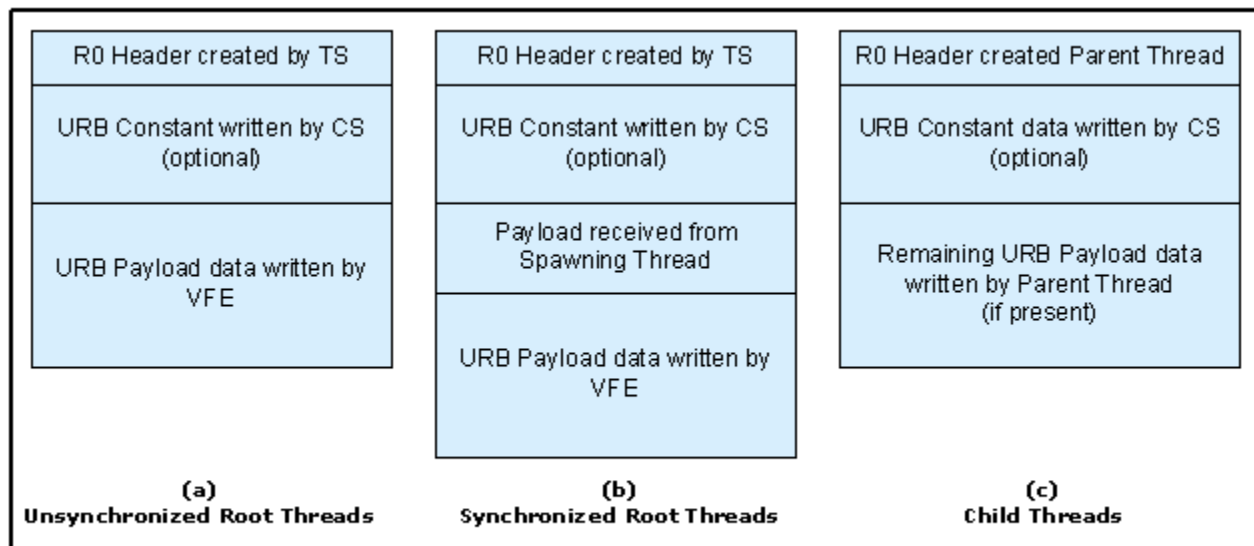 R0 Header created by TS
URB Constant written by CS
(optional)
URB Payload data written by
VFE
(a)
Unsynchronized Root Threads
R0 Header created by TS
URB Constant written by CS
(optional)
Payload received from
Spawning Thread
URB Payload data written by
VFE
(b)
Synchronized Root Threads
R0 Header created Parent Thread
URB Constant data written by CS
(optional)
Remaining URB Payload data
written by Parent Thread
(if present)
(c)
Child Threads